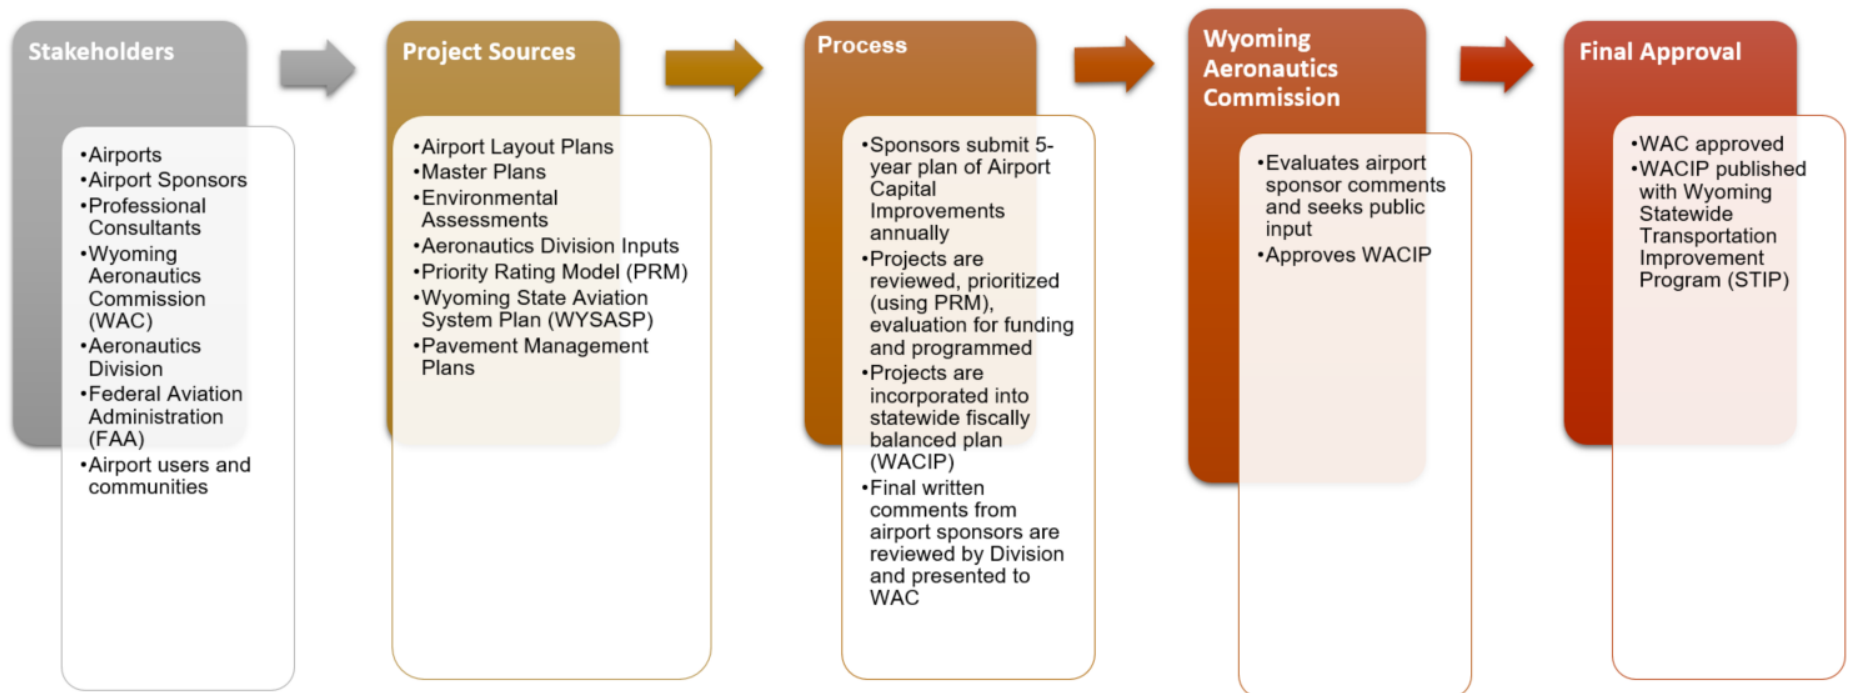 Stakeholders
•Airports
•Airport Sponsors
•Professional
Consultants
•Wyoming
Aeronautics
Commission
(WAC)
•Aeronautics
Division
•Federal Aviation
Administration
(FAA)
•Airport users and
communities
Project Sources
•Airport Layout Plans
•Master Plans
•Environmental
Assessments
•Aeronautics Division Inputs
•Priority Rating Model (PRM)
•Wyoming State Aviation
System Plan (WYSASP)
•Pavement Management
Plans
Process
•Sponsors submit 5-
year plan of Airport
Capital
Improvements
annually
•Projects are
reviewed, prioritized
(using PRM),
evaluation for funding
and programmed
•Projects are
incorporated into
statewide fiscally
balanced plan
(WACIP)
•Final written
comments from
airport sponsors are
reviewed by Division
and presented to
WAC
Wyoming
Aeronautics
Commission
•Evaluates airport
sponsor comments
and seeks public
input
•Approves WACIP
Final Approval
•WAC approved
•WACIP published
with Wyoming
Statewide
Transportation
Improvement
Program (STIP)